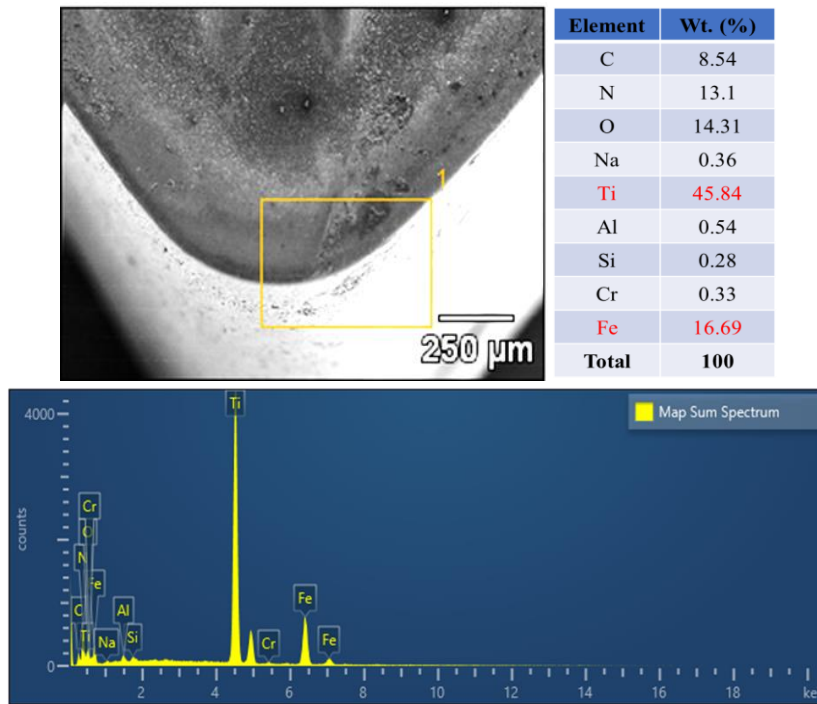 1
250 µm
Element Wt. (%)
C 8.54
N 13.1
O 14.31
Na 0.36
Ti 45.84
Al 0.54
Si 0.28
Cr 0.33
Fe 16.69
Total 100
Map Sum Spectrum
4000
counts
0
Ti
Cr
O
N
Fe
C
Ti
Na
Al
Si
Cr
Fe
Fe
2 4 6 8 10 12 14 16 18 ke